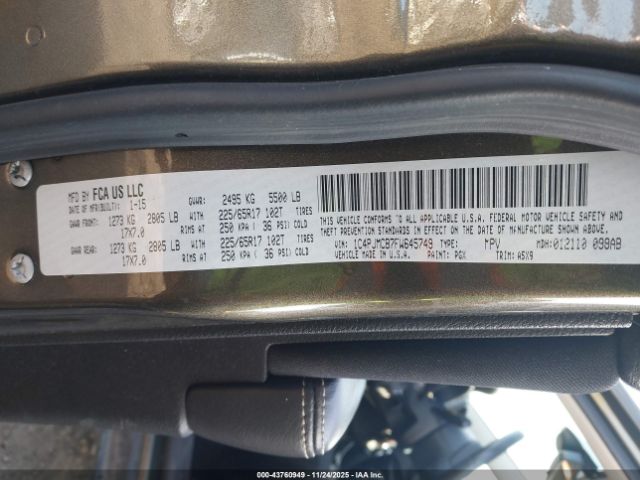 MFD BY FCA US LLC
DATE OF MFR(BUILT): 1-15 GVWR: 2495 KG 5500 LB
GAWR FRONT: 1273 KG 2805 LB WITH 225/65R17 102T TIRES
17X7.0 RIMS AT 250 KPA ( 36 PSI) COLD
GAWR REAR: 1273 KG 2805 LB WITH 225/65R17 102T TIRES
17X7.0 RIMS AT 250 KPA ( 36 PSI) COLD
THIS VEHICLE CONFORMS TO ALL APPLICABLE U.S.A. FEDERAL MOTOR VEHICLE SAFETY AND
THEFT PREVENTION STANDARDS IN EFFECT ON THE DATE OF MANUFACTURE SHOWN ABOVE.
VIN: 1C4PJMCB7FW645749 TYPE: MPV MDH: 012110 099AB
VEHICLE MADE IN U.S.A. PAINT: PGX TRIM: A5X9
000-43760949 - 11/24/2025 - IAA